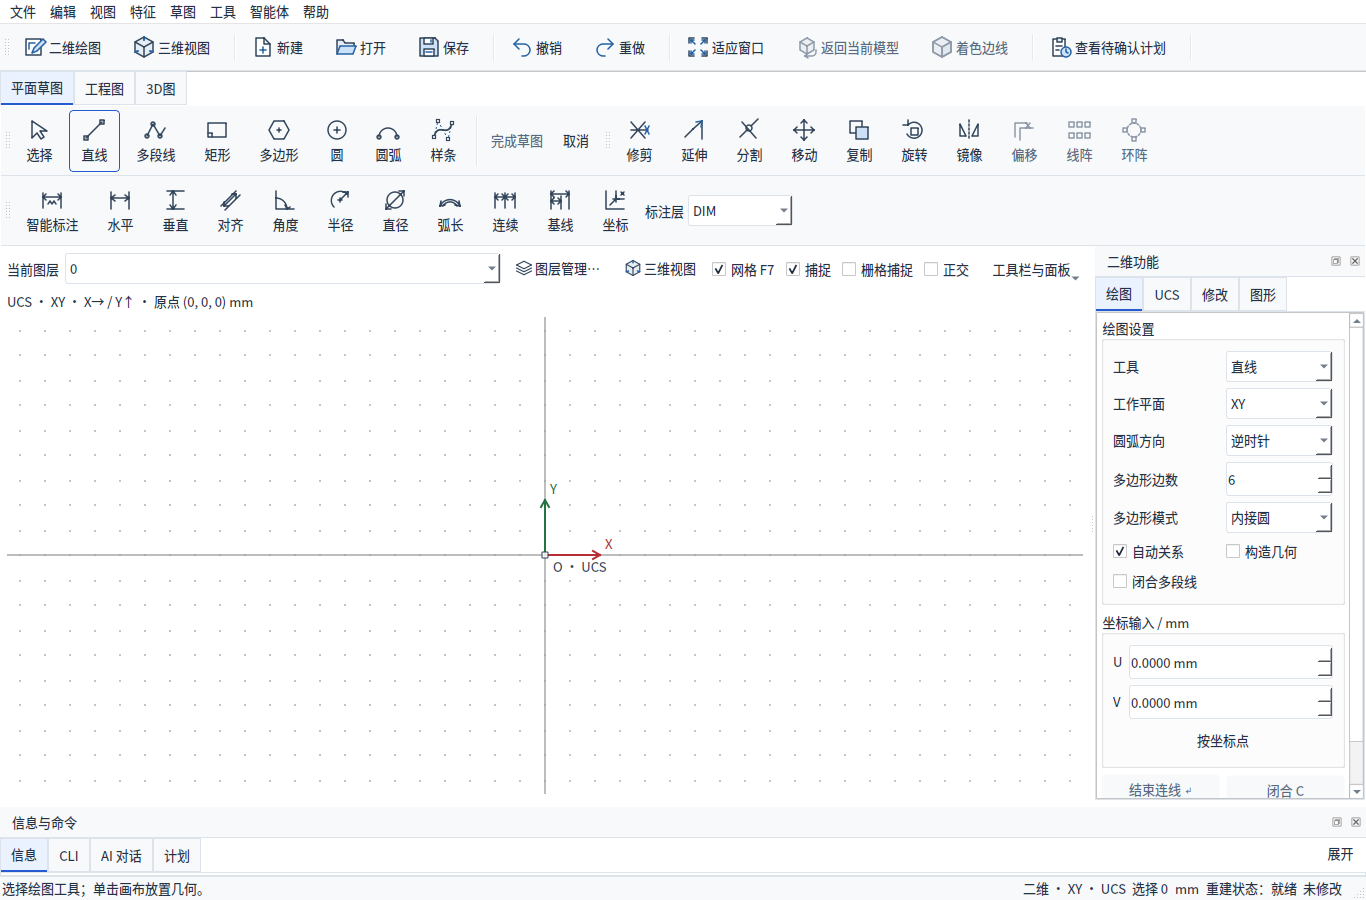 文件 编辑 视图 特征 草图 工具 智能体 帮助
二维绘图 三维视图 新建 打开 保存 撤销 重做 适应窗口 返回当前模型 着色边线 查看待确认计划
平面草图 工程图 3D图
选择 直线 多段线 矩形 多边形 圆 圆弧 样条 完成草图 取消 修剪 延伸 分割 移动 复制 旋转 镜像 偏移 线阵 环阵
智能标注 水平 垂直 对齐 角度 半径 直径 弧长 连续 基线 坐标 标注层 DIM
当前图层 0 图层管理… 三维视图 网格 F7 捕捉 栅格捕捉 正交 工具栏与面板
UCS · XY · X→ / Y↑ · 原点 (0, 0, 0) mm
Y
X
O · UCS
二维功能
绘图 UCS 修改 图形
绘图设置
工具 直线
工作平面 XY
圆弧方向 逆时针
多边形边数 6
多边形模式 内接圆
自动关系 构造几何
闭合多段线
坐标输入 / mm
U 0.0000 mm
V 0.0000 mm
按坐标点
结束连线 ↲ 闭合 C
信息与命令
信息 CLI AI 对话 计划 展开
选择绘图工具；单击画布放置几何。 二维 · XY · UCS 选择 0 mm 重建状态：就绪 未修改